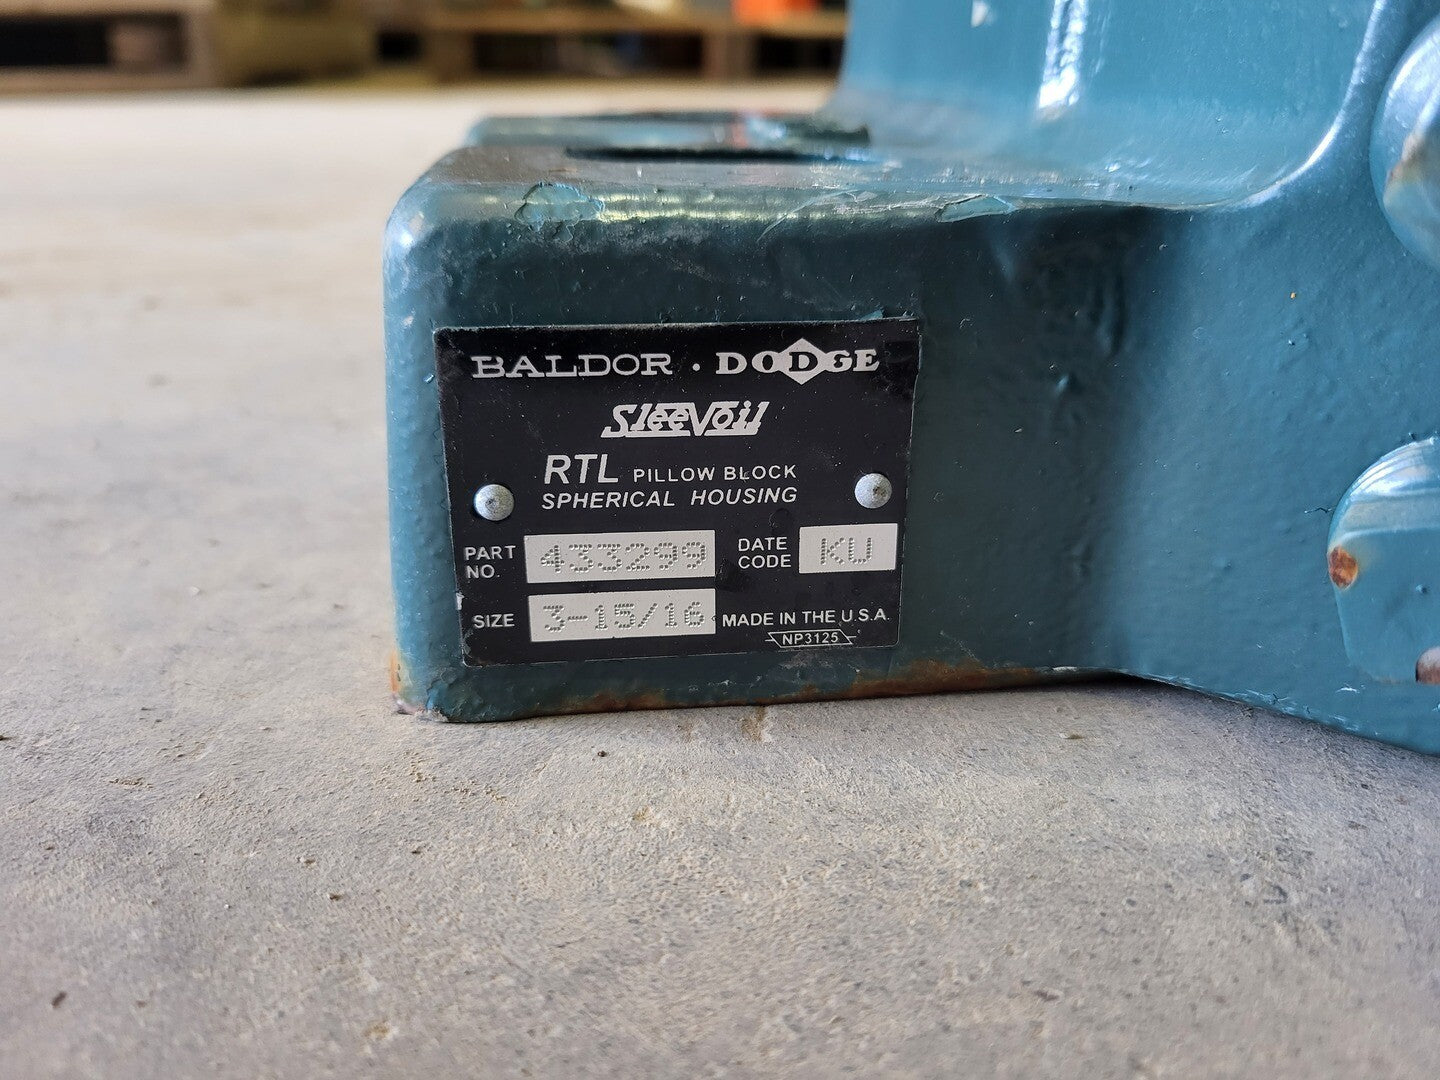 BALDOR · DODGE
SleeVoil
RTL PILLOW BLOCK
SPHERICAL HOUSING
PART NO. 433299 DATE CODE KU
SIZE 3-15/16 MADE IN THE U.S.A.
NP3125